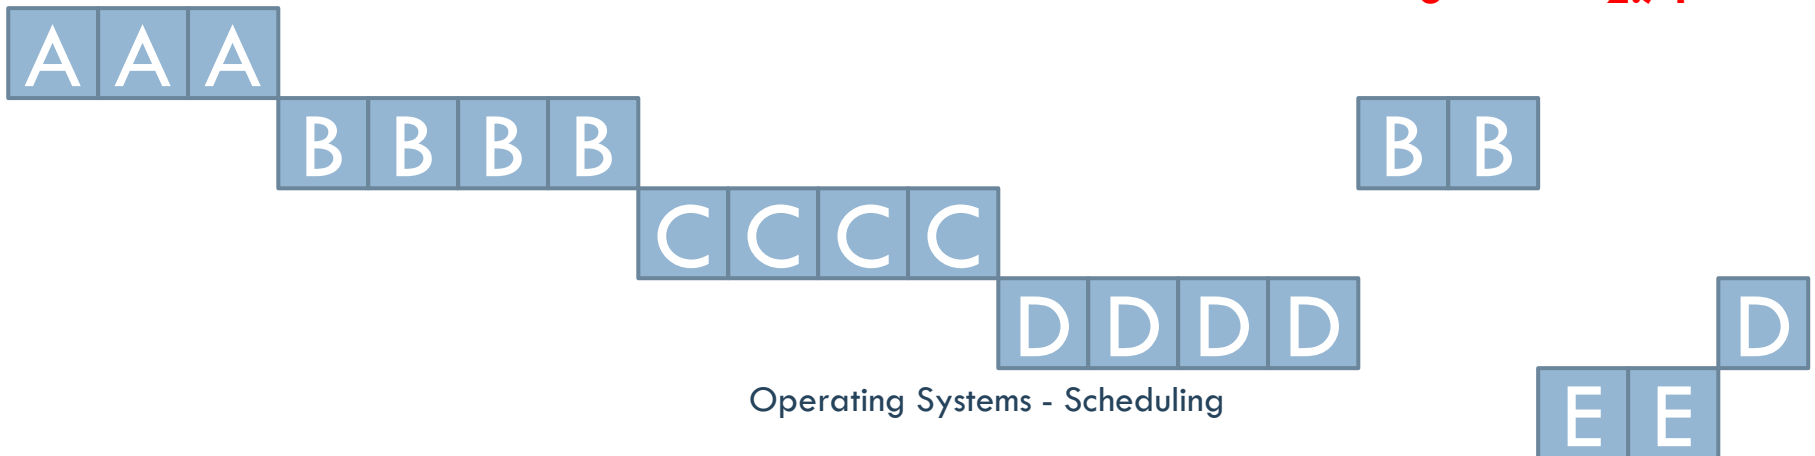 A A A
B B B B B B
C C C C
D D D D D
Operating Systems - Scheduling
E E